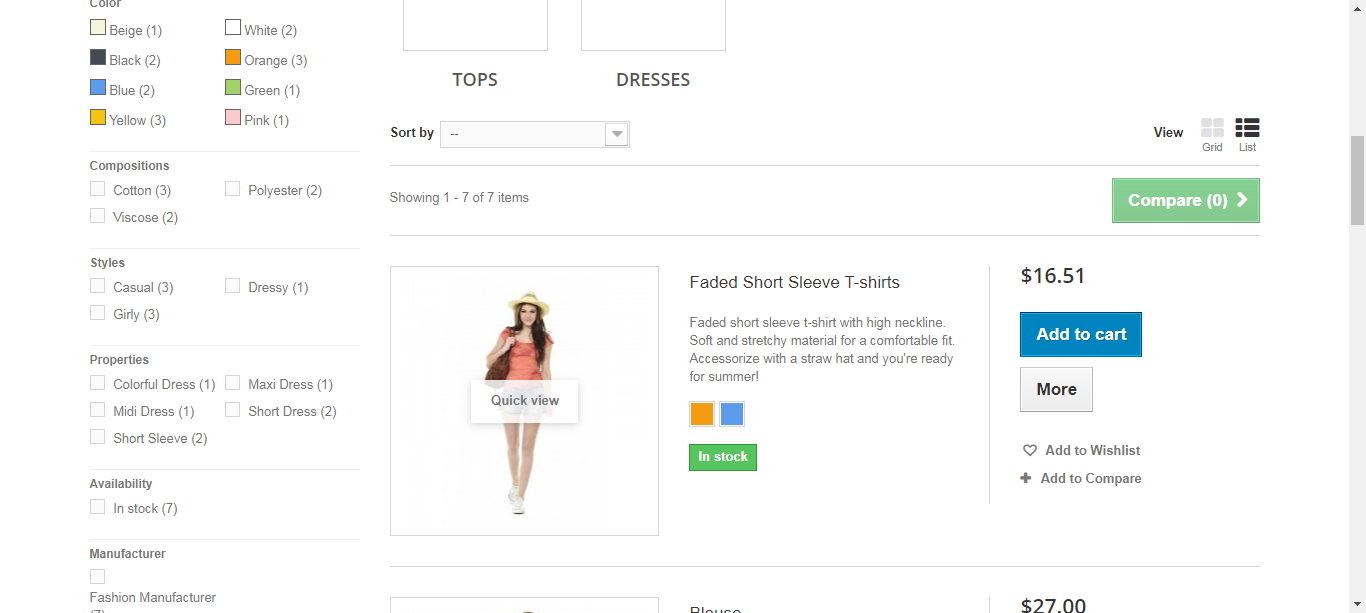 Color
Beige (1)
White (2)
Black (2)
Orange (3)
Blue (2)
Green (1)
Yellow (3)
Pink (1)
Compositions
Cotton (3)
Polyester (2)
Viscose (2)
Styles
Casual (3)
Dressy (1)
Girly (3)
Properties
Colorful Dress (1)
Maxi Dress (1)
Midi Dress (1)
Short Dress (2)
Short Sleeve (2)
Availability
In stock (7)
Manufacturer
Fashion Manufacturer
(7)
TOPS
DRESSES
Sort by
--
View
Grid
List
Showing 1 - 7 of 7 items
Compare (0)
Quick view
Faded Short Sleeve T-shirts
Faded short sleeve t-shirt with high neckline.
Soft and stretchy material for a comfortable fit.
Accessorize with a straw hat and you're ready
for summer!
In stock
$16.51
Add to cart
More
Add to Wishlist
Add to Compare
Blouse
$27.00